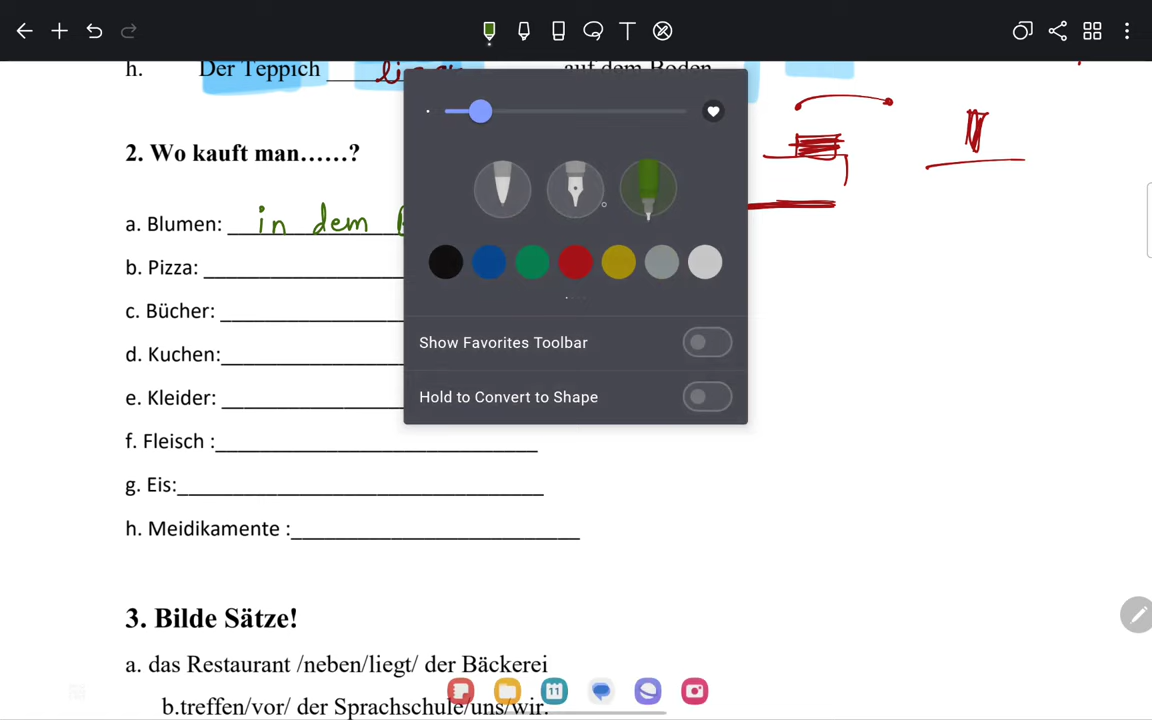 h. Der Teppich ________ auf dem Boden
2. Wo kauft man……?
a. Blumen: in dem
b. Pizza:
c. Bücher:
d. Kuchen:
e. Kleider:
f. Fleisch :
g. Eis:
h. Meidikamente :
Show Favorites Toolbar
Hold to Convert to Shape
3. Bilde Sätze!
a. das Restaurant /neben/liegt/ der Bäckerei
b.treffen/vor/ der Sprachschule/uns/wir.
11